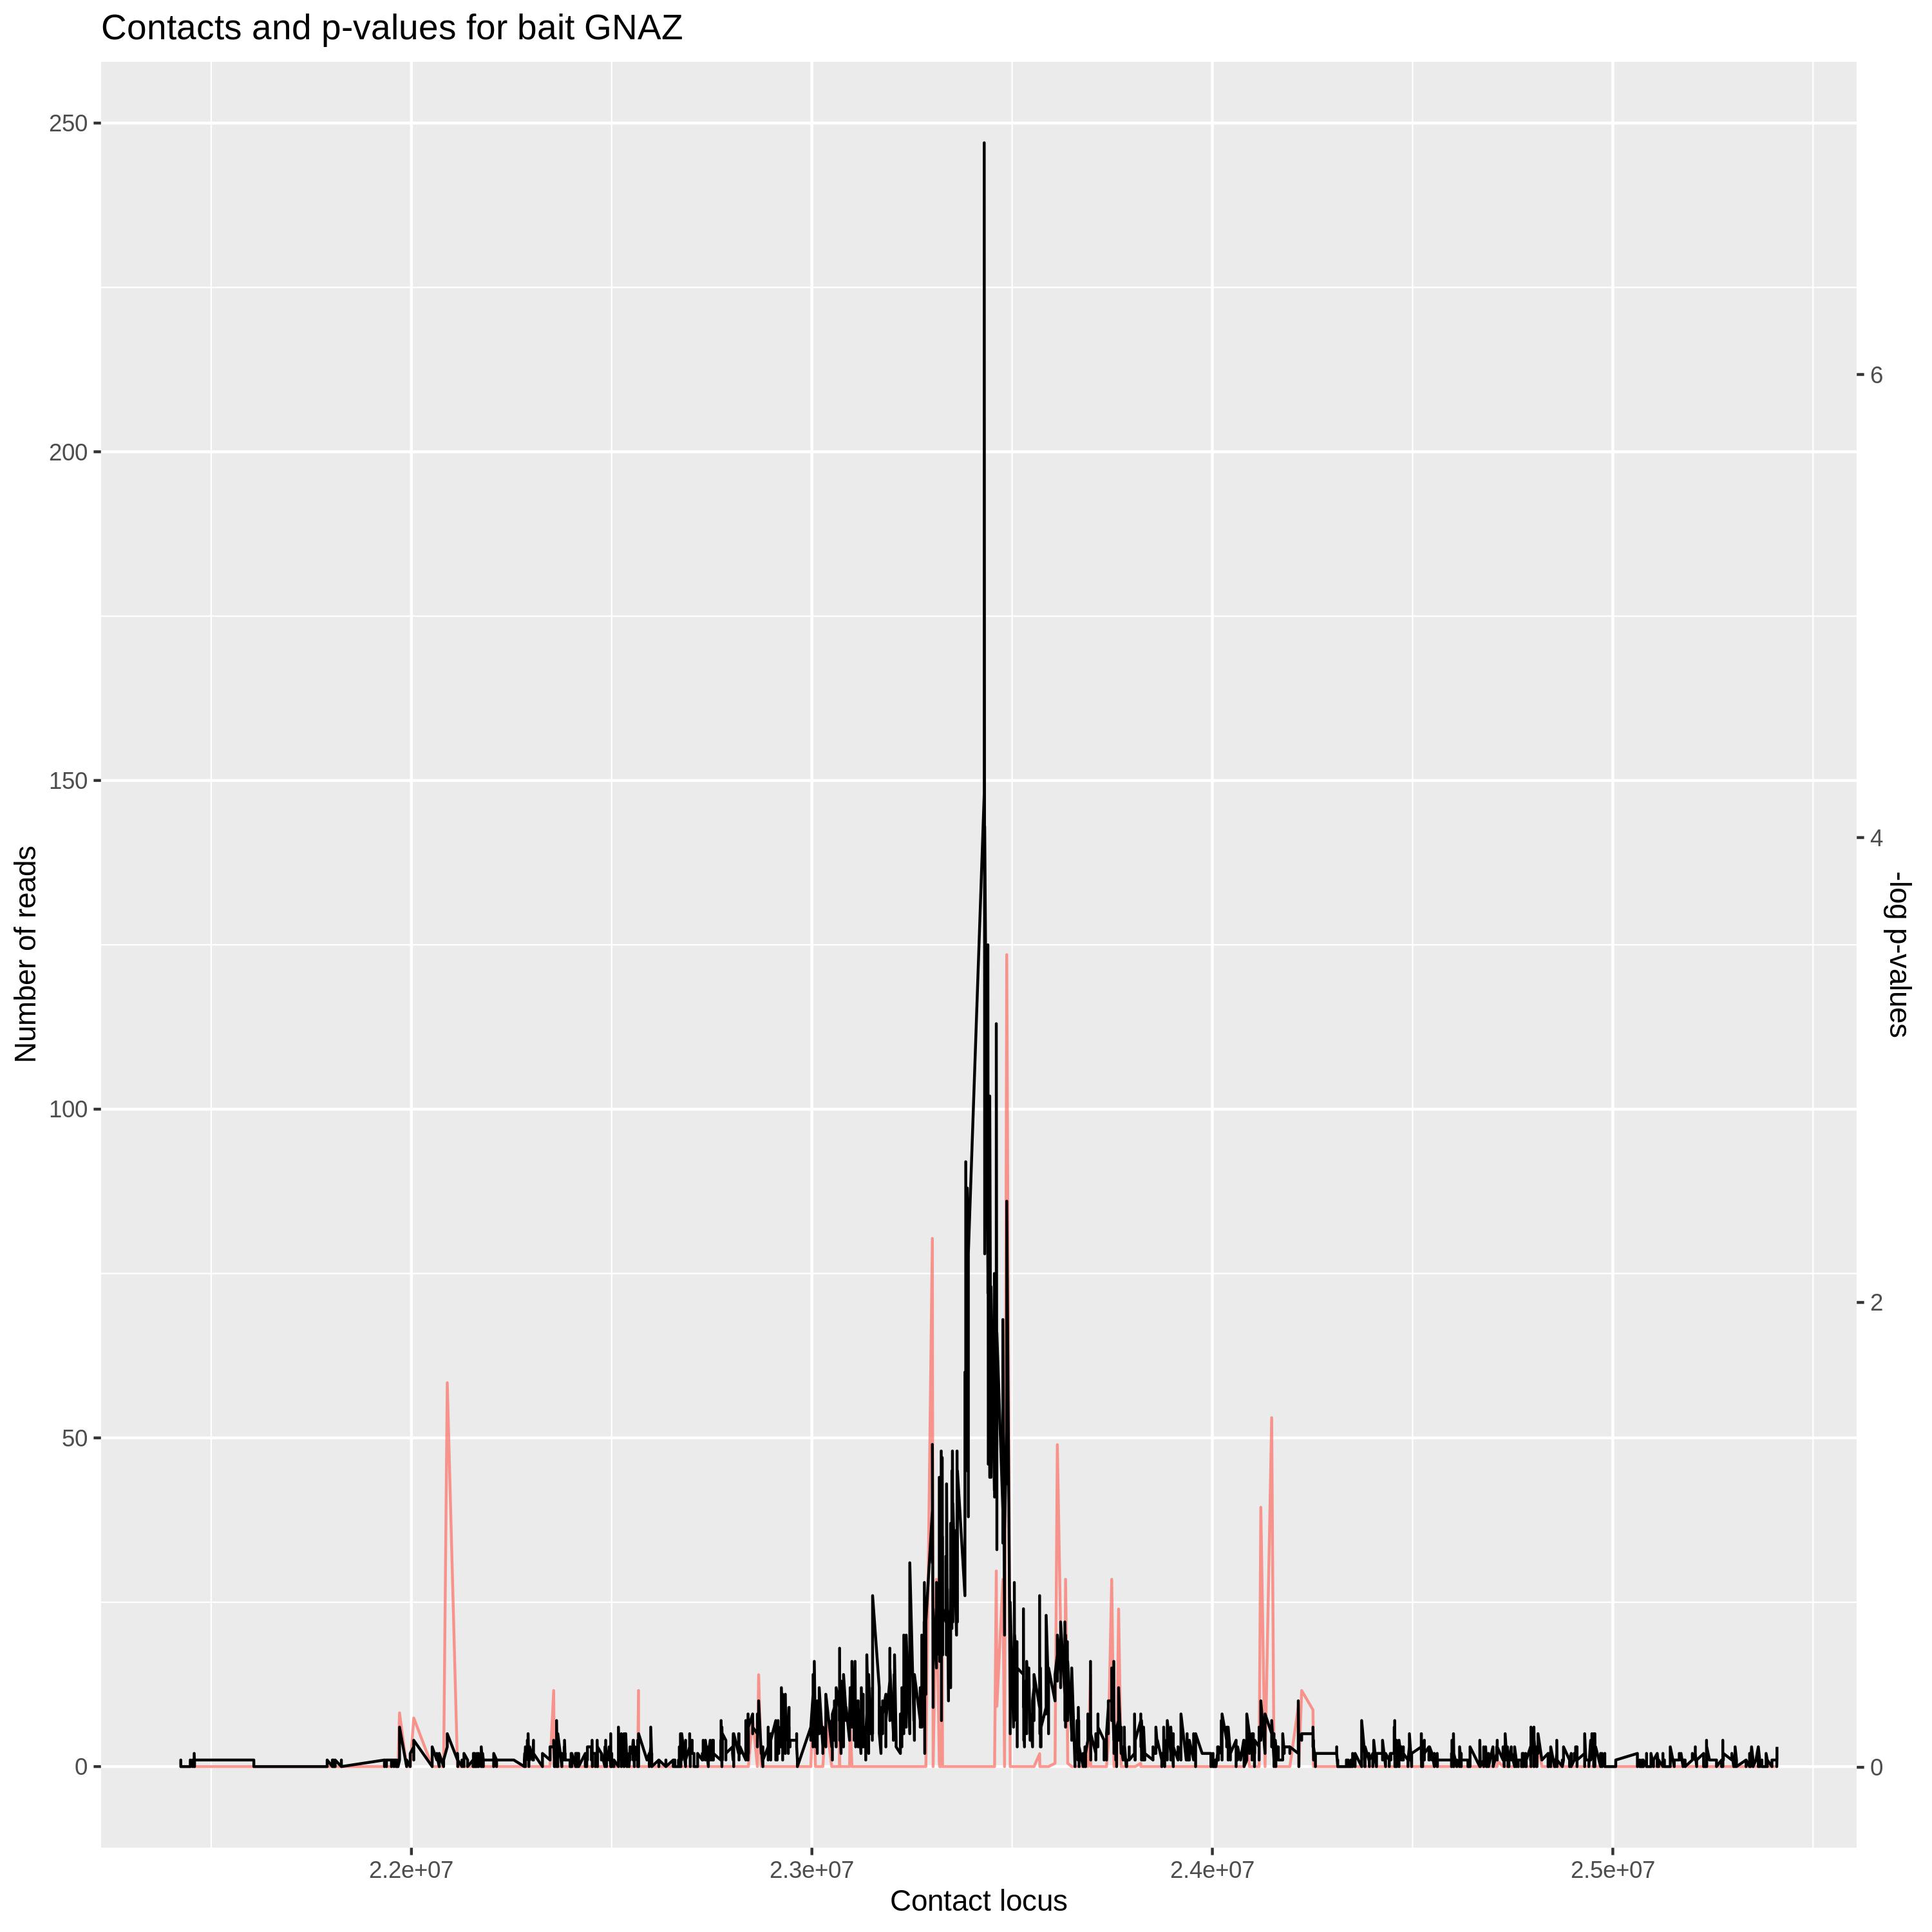 Contacts and p-values for bait GNAZ
250
200
150
100
50
0
Number of reads
6
4
2
0
-log p-values
2.2e+07
2.3e+07
2.4e+07
2.5e+07
Contact locus